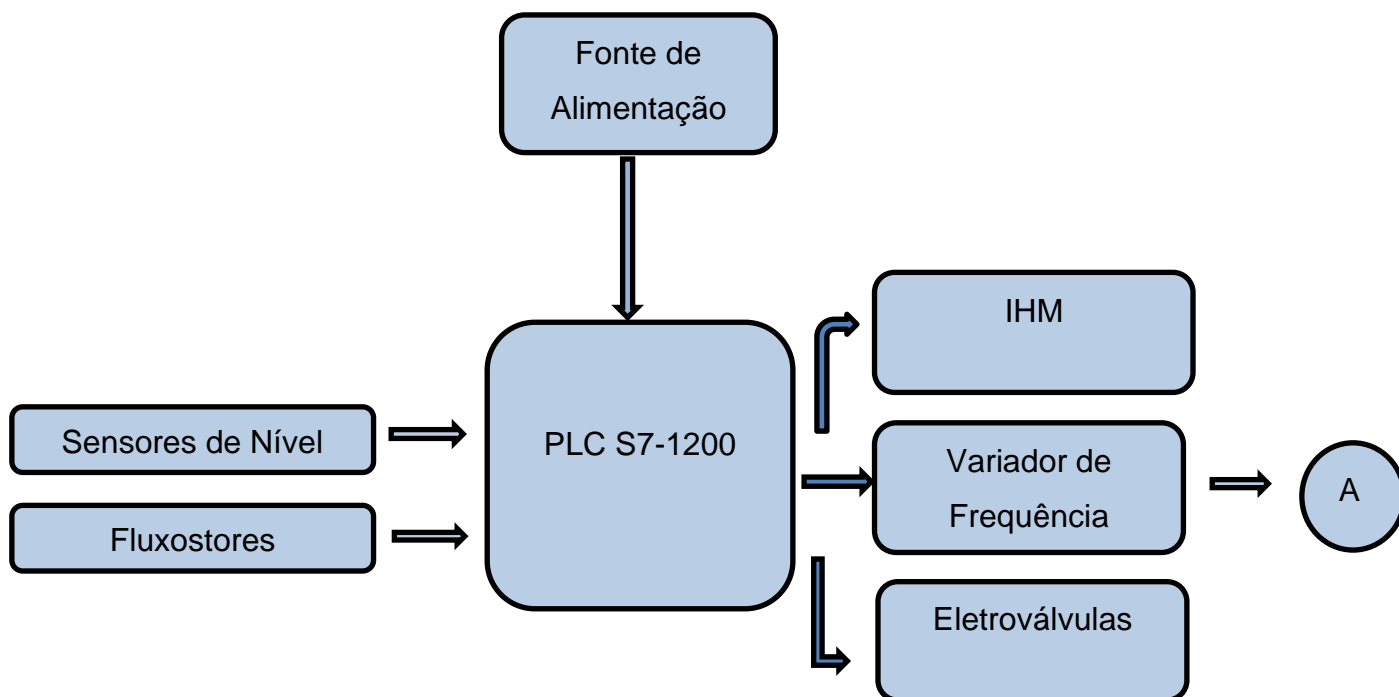 Fonte de
Alimentação
IHM
Sensores de Nível
PLC S7-1200
Variador de
Frequência
A
Fluxostores
Eletroválvulas